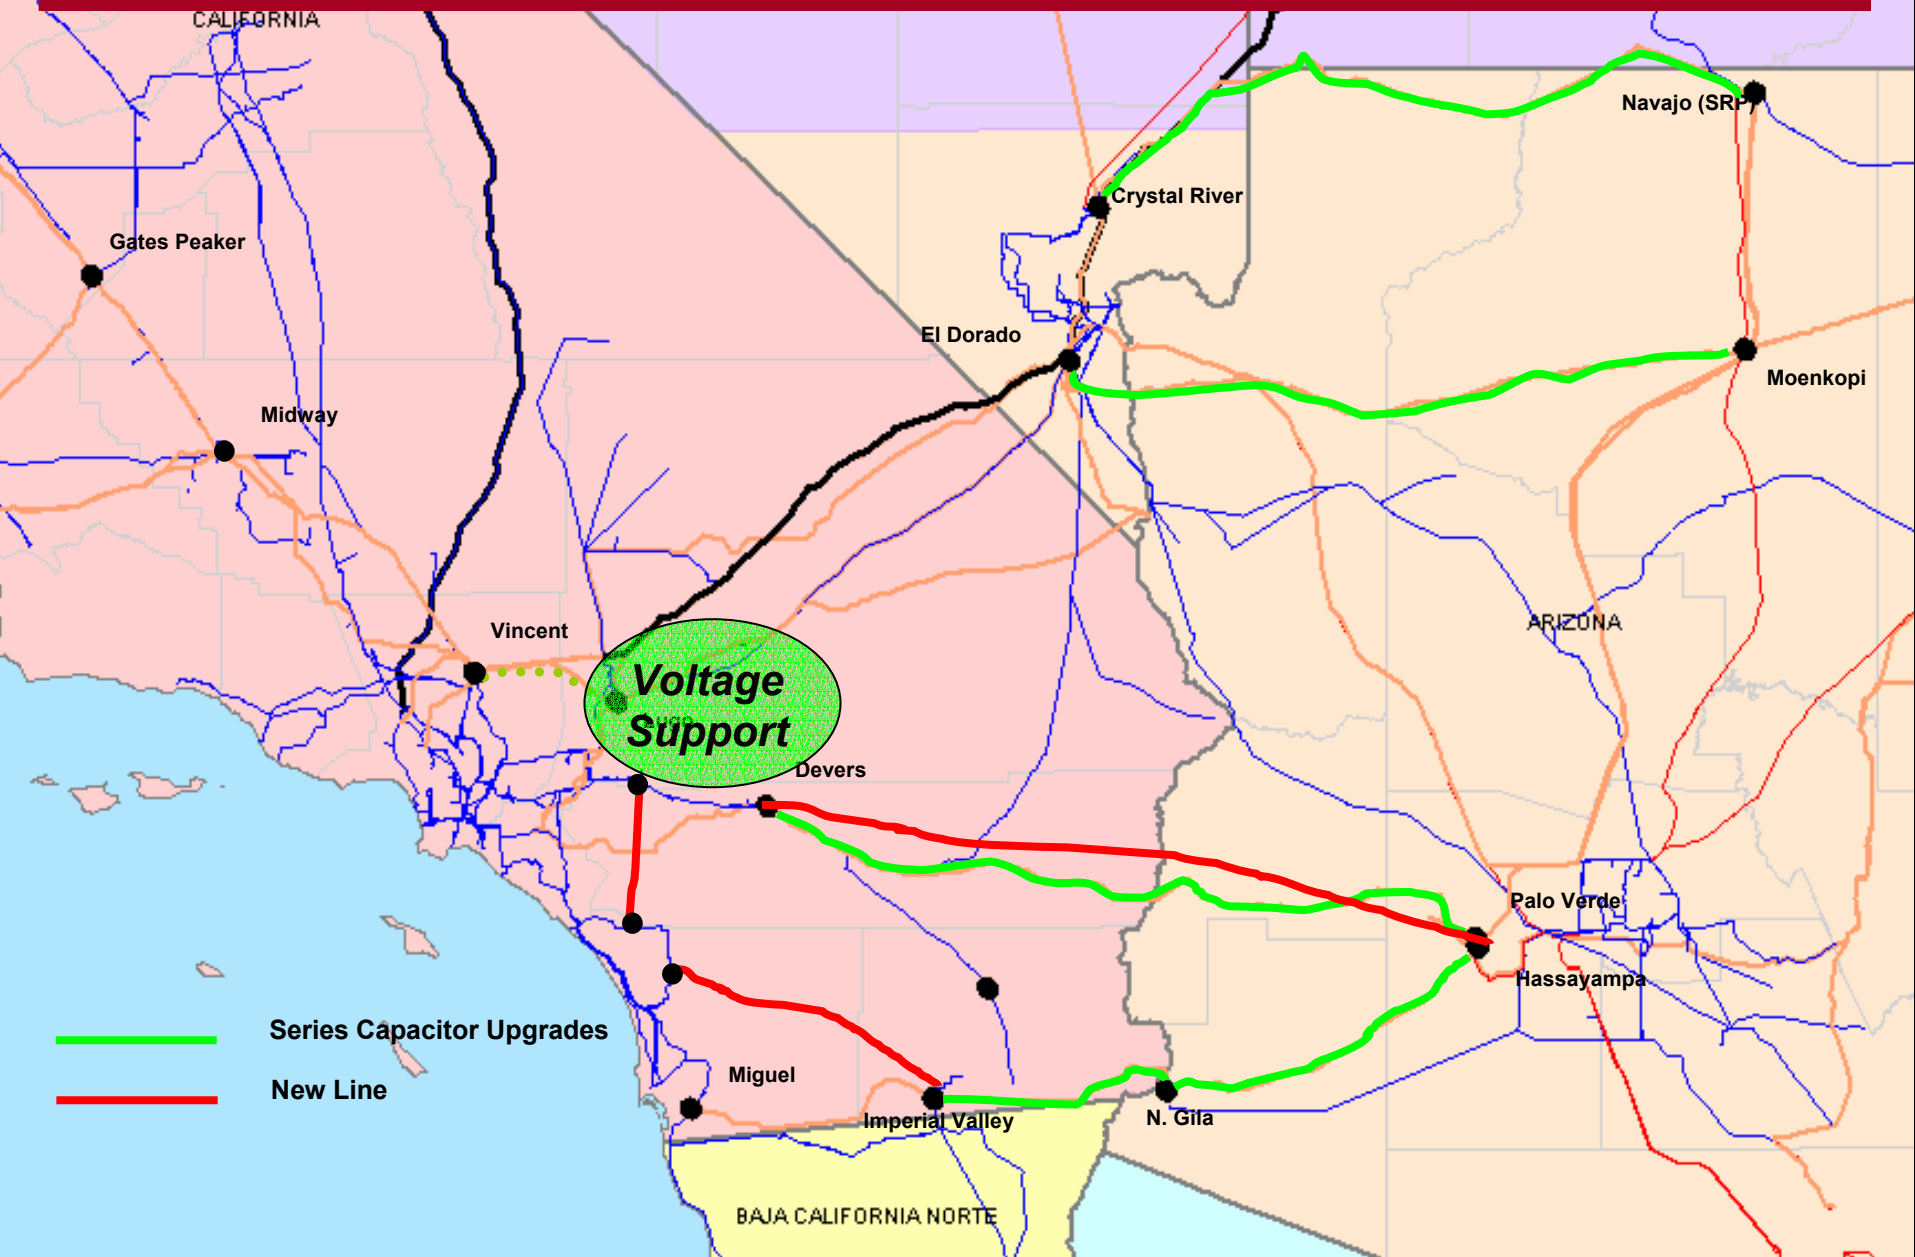 CALIFORNIA
Navajo (SRP)
Crystal River
Gates Peaker
El Dorado
Moenkopi
Midway
ARIZONA
Vincent
Voltage
Support
Lugo
Devers
Palo Verde
Hassayampa
Series Capacitor Upgrades
New Line
Miguel
Imperial Valley
N. Gila
BAJA CALIFORNIA NORTE